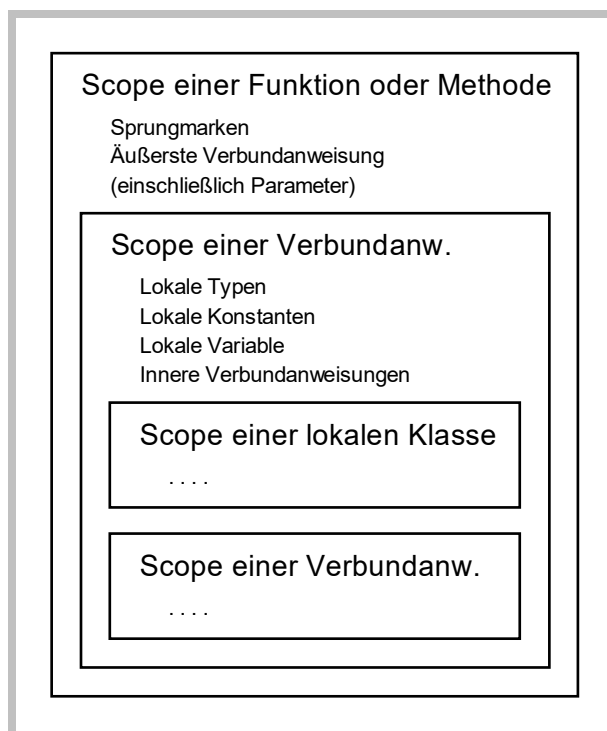 Scope einer Funktion oder Methode
Sprungmarken
Äußerste Verbundanweisung
(einschließlich Parameter)
Scope einer Verbundanw.
Lokale Typen
Lokale Konstanten
Lokale Variable
Innere Verbundanweisungen
Scope einer lokalen Klasse
. . . .
Scope einer Verbundanw.
. . . .